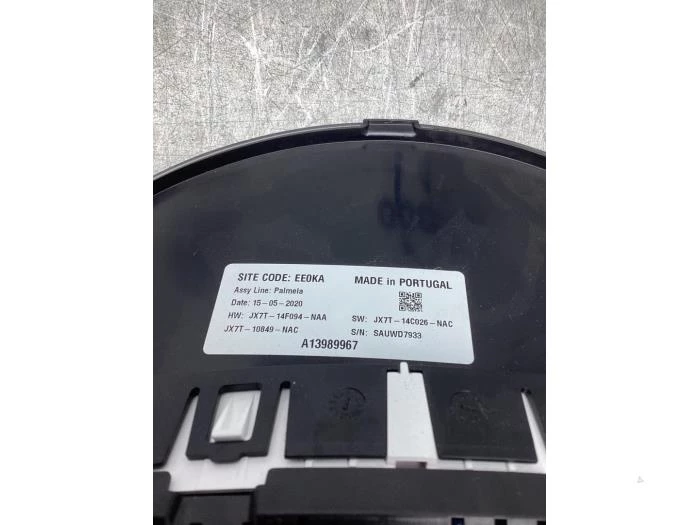 SITE CODE: EE0KA MADE in PORTUGAL
Assy Line: Palmela
Date: 15-05-2020
HW: JX7T-14F094-NAA SW: JX7T-14C026-NAC
JX7T-10849-NAC S/N: SAUWD7933
A13989967